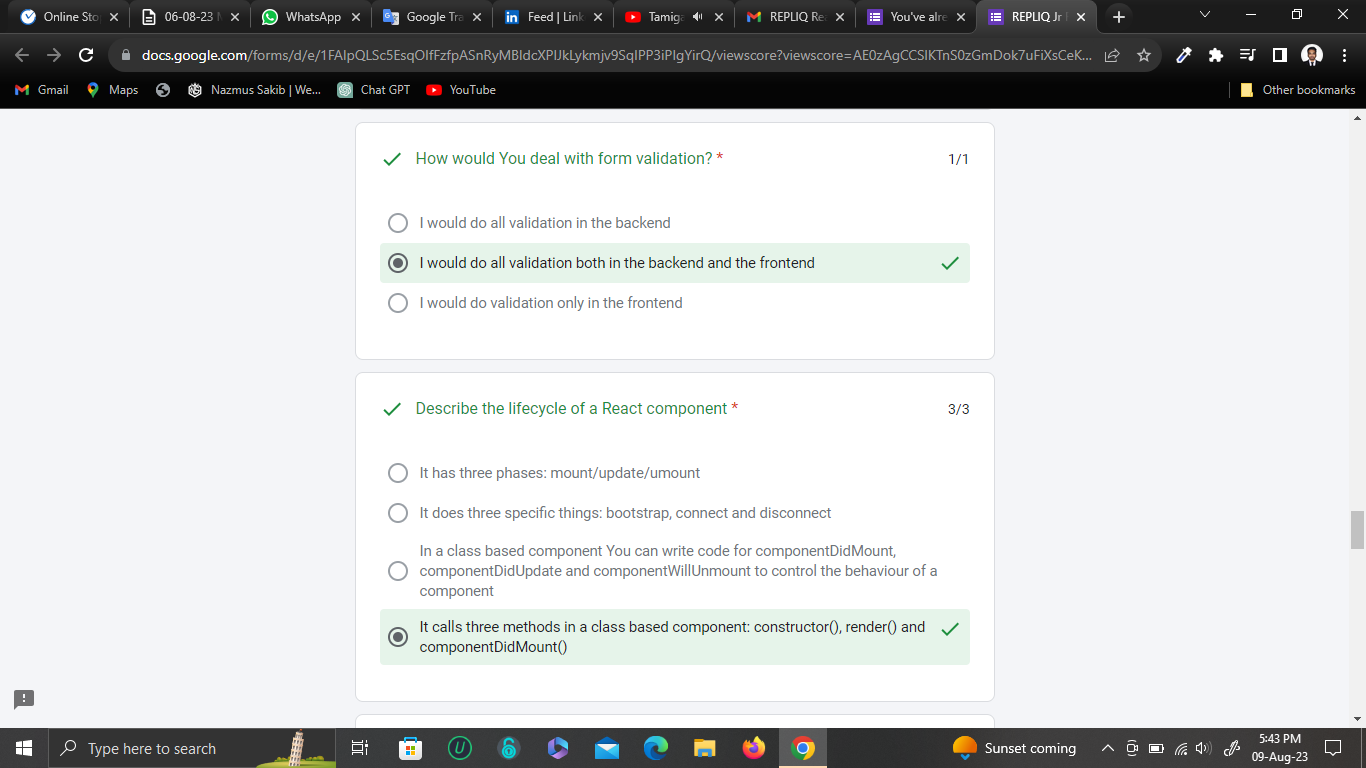 Online Sto
06-08-23
WhatsApp
Google Tra
Feed | Link
Tamiga
REPLIQ Re
You've alre
REPLIQ Jr
docs.google.com/forms/d/e/
Gmail
Maps
Nazmus Sakib | We...
Chat GPT
YouTube
Other bookmarks
How would You deal with form validation? *
1/1
I would do all validation in the backend
I would do all validation both in the backend and the frontend
I would do validation only in the frontend
Describe the lifecycle of a React component *
3/3
It has three phases: mount/update/umount
It does three specific things: bootstrap, connect and disconnect
In a class based component You can write code for componentDidMount,
componentDidUpdate and componentWillUnmount to control the behaviour of a
component
It calls three methods in a class based component: constructor(), render() and
componentDidMount()
Type here to search
Sunset coming
5:43 PM
09-Aug-23